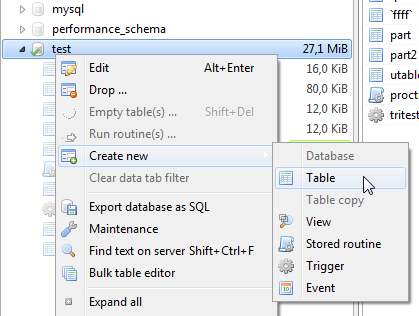 mysql
performance_schema
test 27,1 MiB
Edit Alt+Enter
16,0 KiB
Drop ...
80,0 KiB
Empty table(s) ... Shift+Del
12,0 KiB
Run routine(s) ...
12,0 KiB
Create new
Clear data tab filter
Export database as SQL
Maintenance
Find text on server Shift+Ctrl+F
Bulk table editor
Expand all
Database
Table
Table copy
View
Stored routine
Trigger
Event
`ffff`
part
part2
utable
proct
tritest